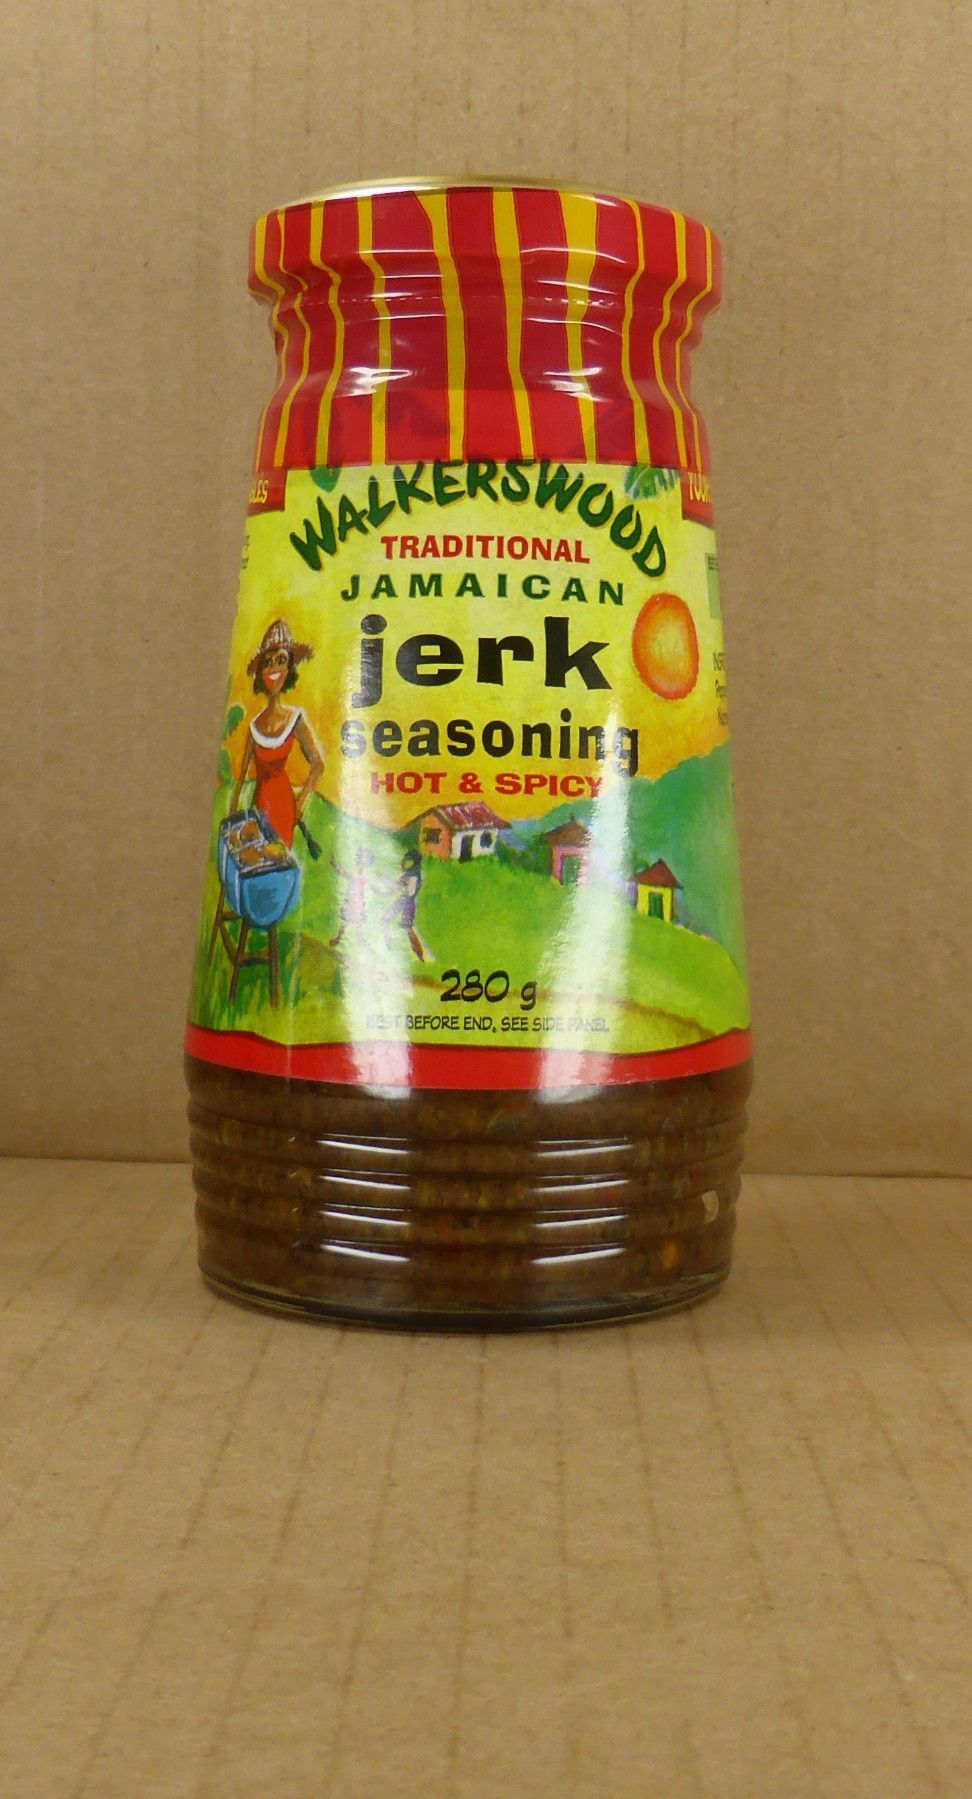 WALKERSWOOD
TRADITIONAL
JAMAICAN
jerk
seasoning
HOT & SPICY
280 g
BEST BEFORE END, SEE SIDE PANEL